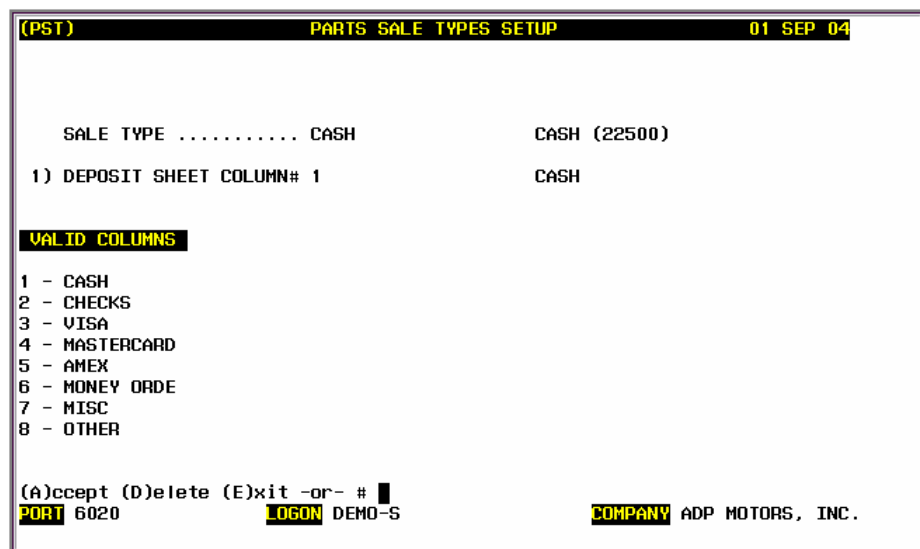 (PST) PARTS SALE TYPES SETUP 01 SEP 04
SALE TYPE ........... CASH CASH (22500)
1) DEPOSIT SHEET COLUMN# 1 CASH
VALID COLUMNS
1 - CASH
2 - CHECKS
3 - VISA
4 - MASTERCARD
5 - AMEX
6 - MONEY ORDE
7 - MISC
8 - OTHER
(A)ccept (D)elete (E)xit -or- #
PORT 6020 LOGON DEMO-S COMPANY ADP MOTORS, INC.